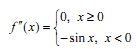 f″(x) = {0, x ≥ 0
−sin x, x < 0